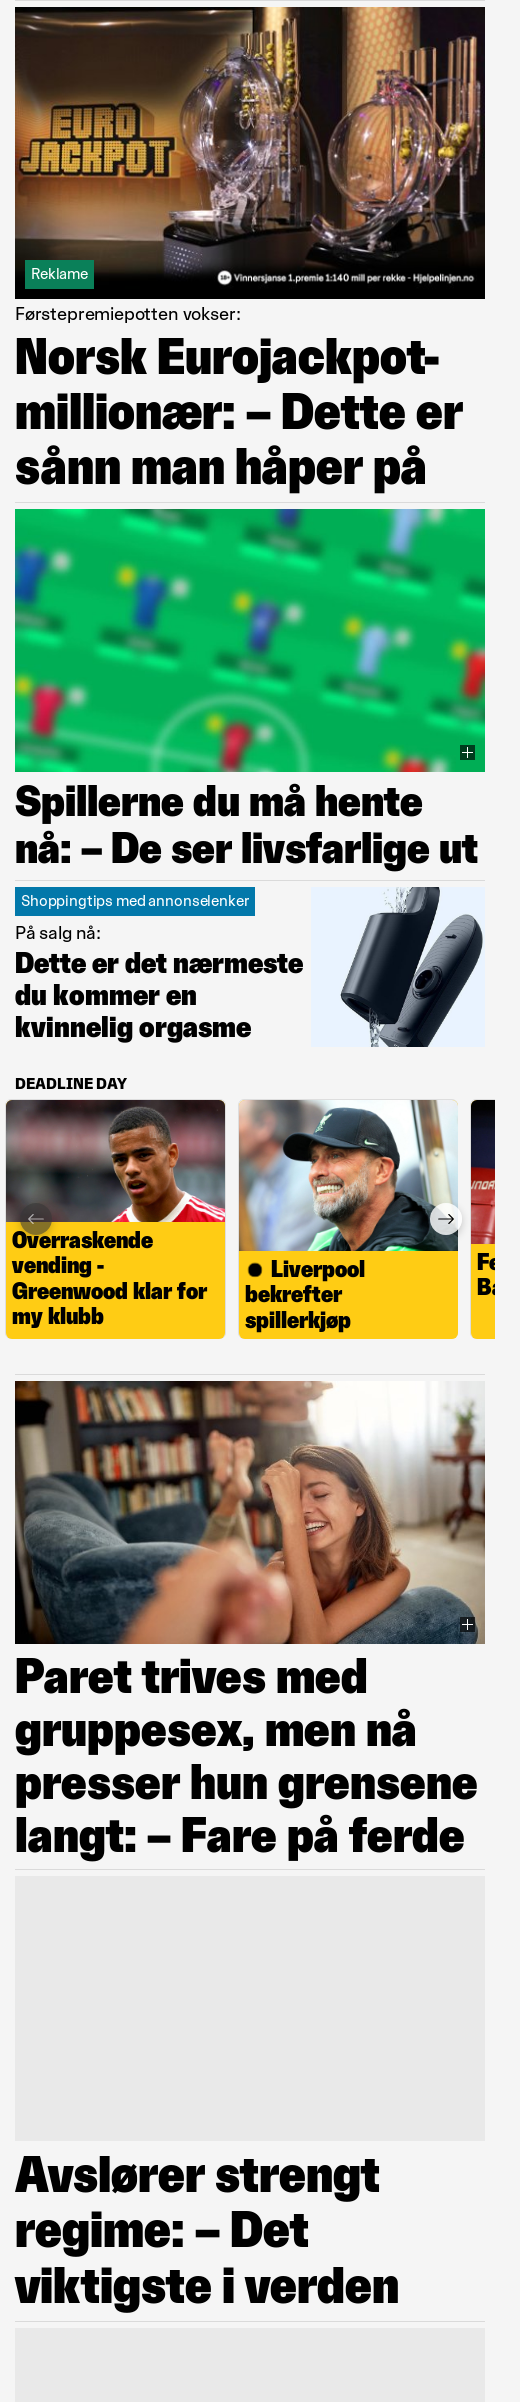 EURO
JACKPOT
Reklame
18+ Vinnersjanse 1.premie 1:140 mill per rekke - Hjelpelinjen.no
Førstepremiepotten vokser:
Norsk Eurojackpot-
millionær: – Dette er
sånn man håper på
Spillerne du må hente
nå: – De ser livsfarlige ut
Shoppingtips med annonselenker
På salg nå:
Dette er det nærmeste
du kommer en
kvinnelig orgasme
DEADLINE DAY
Overraskende
vending -
Greenwood klar for
my klubb
Liverpool
bekrefter
spillerkjøp
Fe
Ba
Paret trives med
gruppesex, men nå
presser hun grensene
langt: – Fare på ferde
Avslører strengt
regime: – Det
viktigste i verden